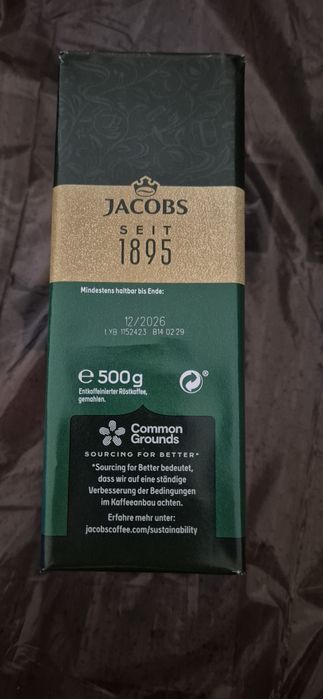 JACOBS
SEIT
1895
Mindestens haltbar bis Ende:
12/2026
LYB 1152423 B14 02:29
℮ 500g
Entkoffeinierter Röstkaffee,
gemahlen.
Common
Grounds
SOURCING FOR BETTER*
*Sourcing for Better bedeutet,
dass wir auf eine ständige
Verbesserung der Bedingungen
im Kaffeeanbau achten.
Erfahre mehr unter:
jacobscoffee.com/sustainability